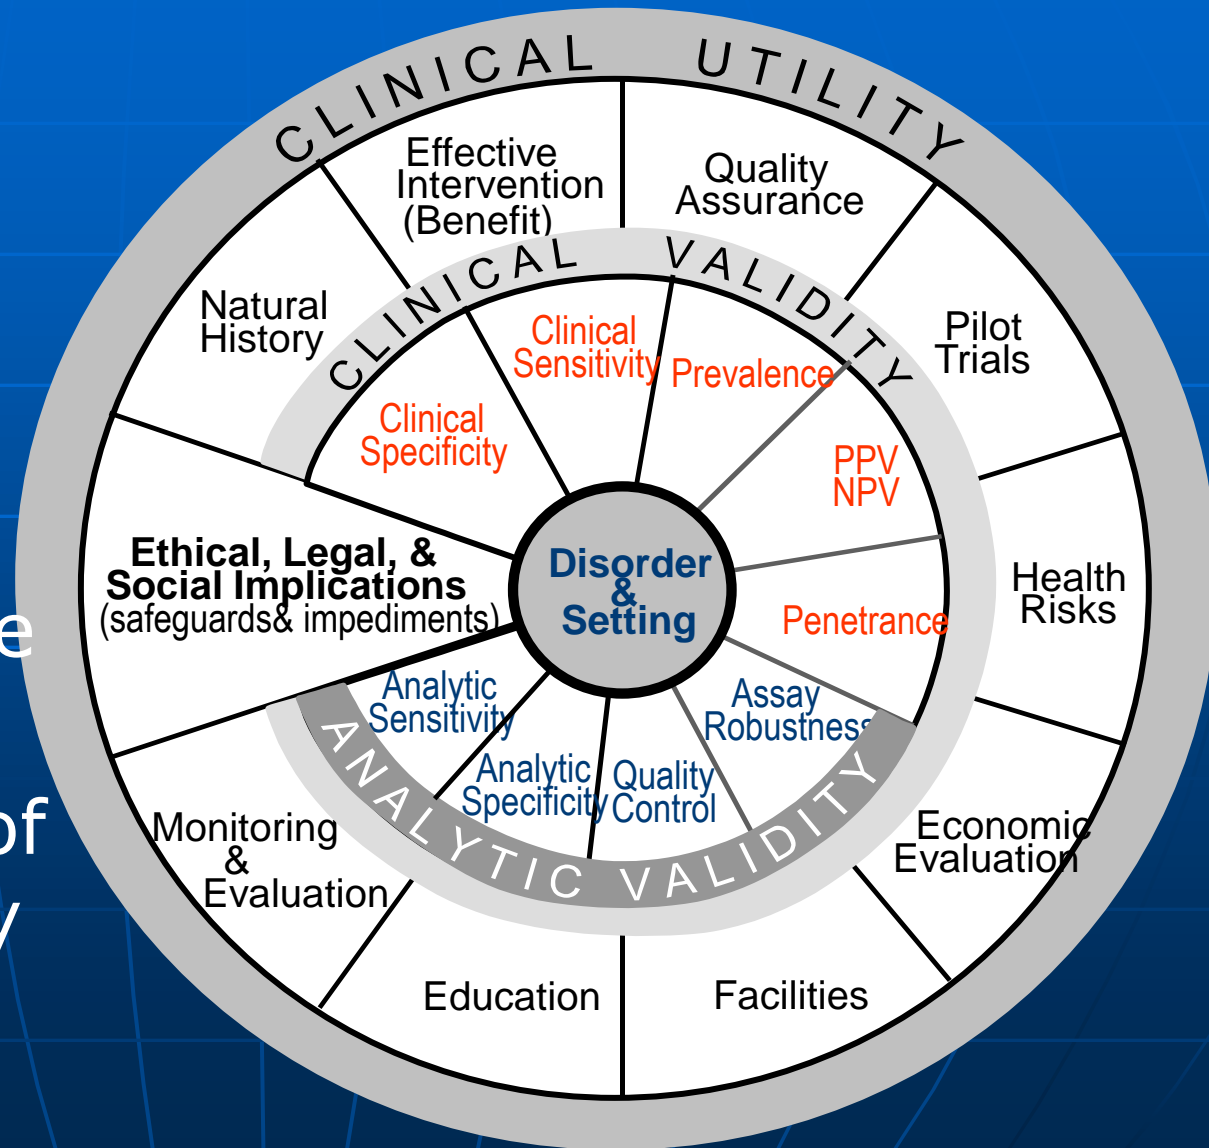 CLINICAL UTILITY
Effective
Intervention
(Benefit)
Quality
Assurance
Natural
History
Pilot
Trials
CLINICAL VALIDITY
Clinical
Sensitivity
Prevalence
Clinical
Specificity
PPV
NPV
Ethical, Legal, &
Social Implications
(safeguards& impediments)
Disorder
&
Setting
Health
Risks
Penetrance
Analytic
Sensitivity
Assay
Robustness
Analytic
Specificity
Quality
Control
ANALYTIC VALIDITY
Monitoring
&
Evaluation
Economic
Evaluation
Education
Facilities
e
of
y